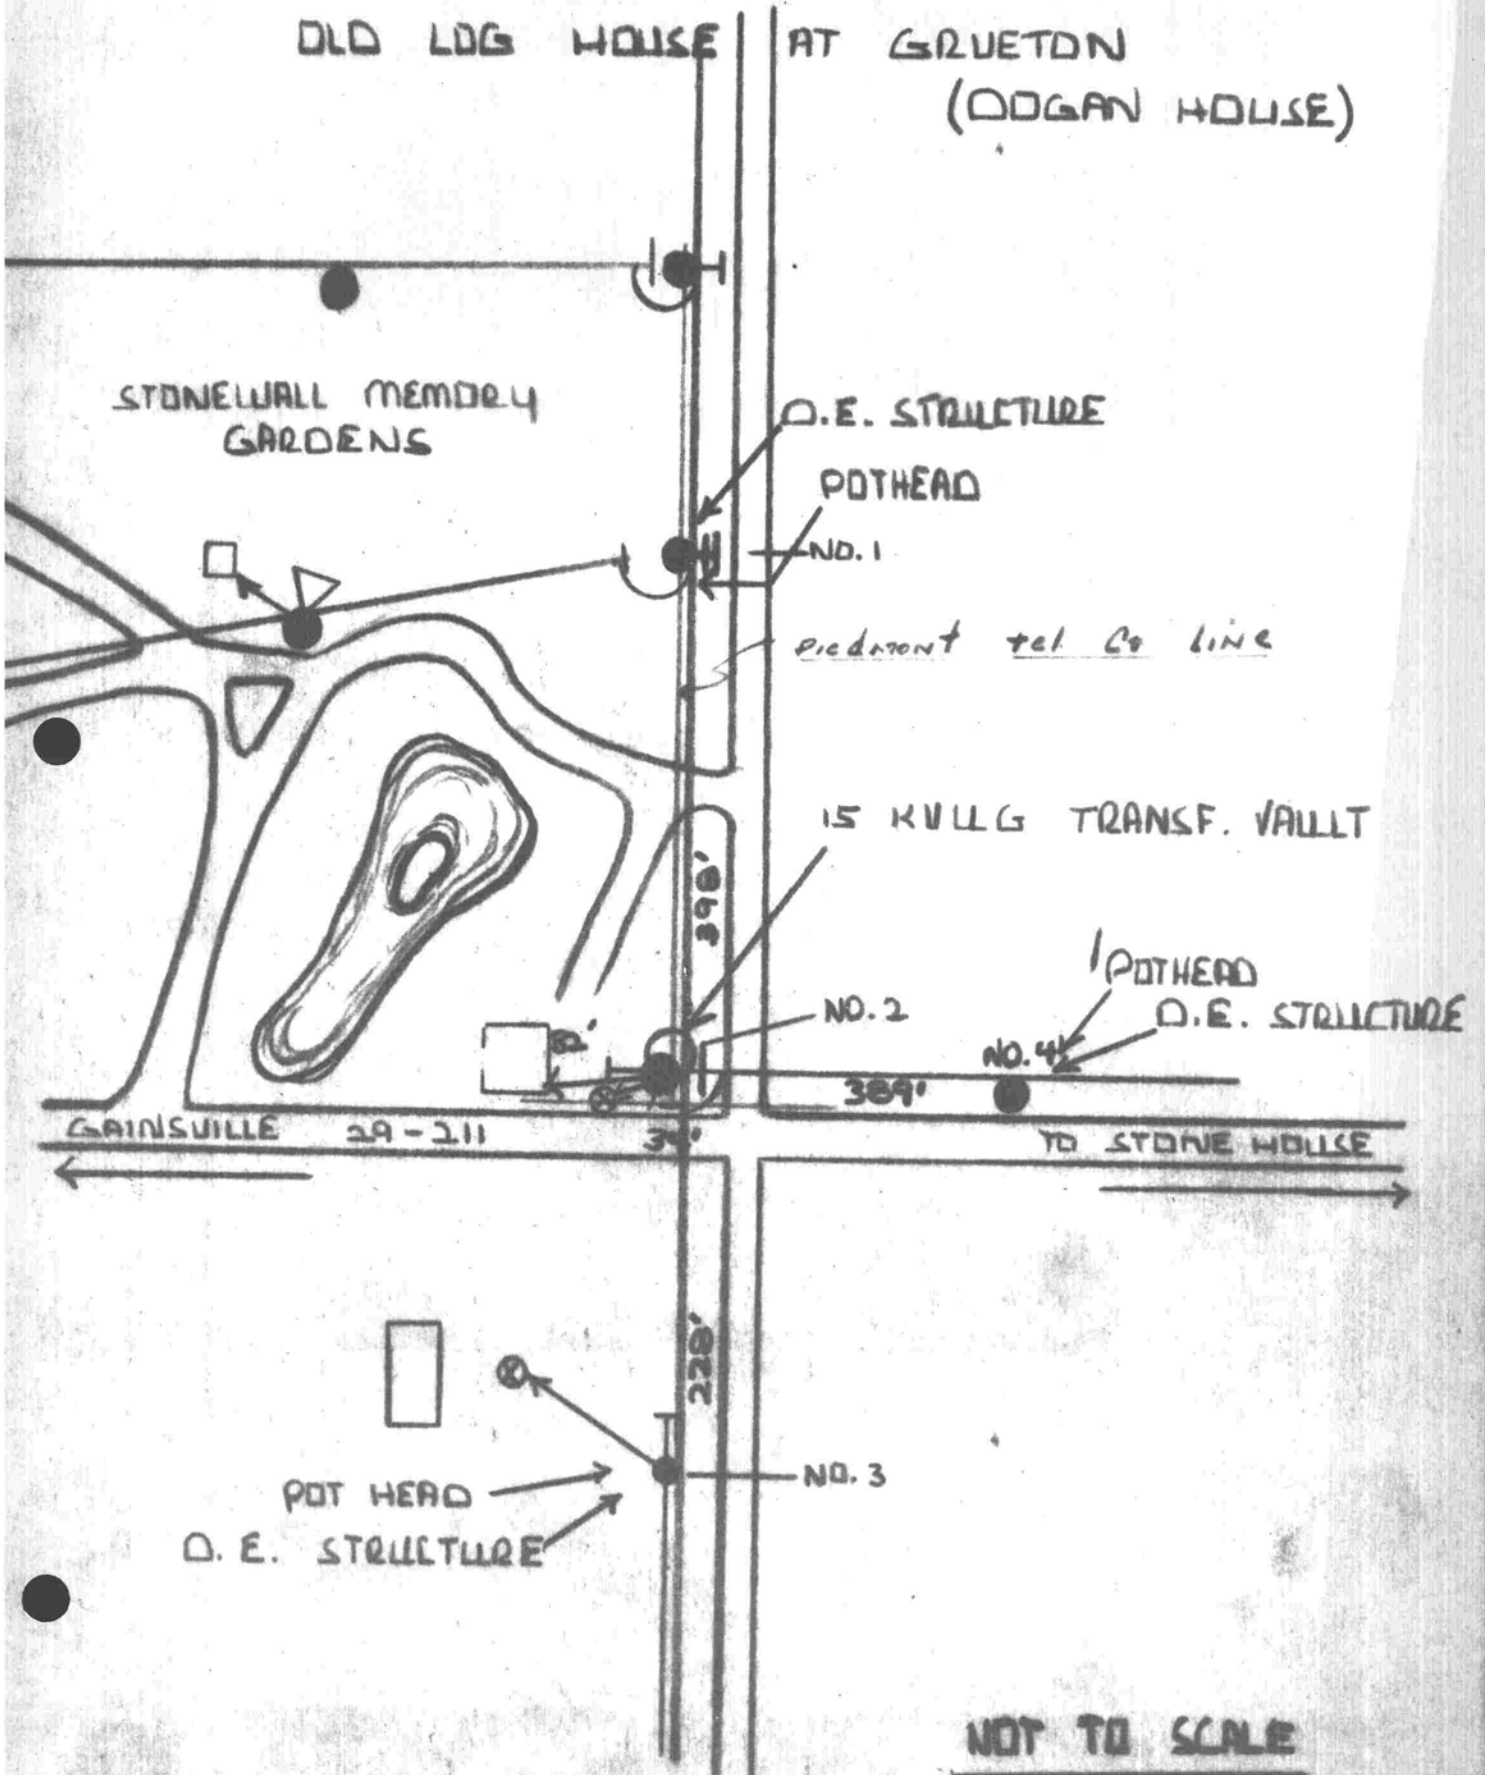 OLD LOG HOUSE AT GRUETON
(DOGAN HOUSE)
STONEWALL MEMORY
GARDENS
D.E. STRUCTURE
POTHEAD
NO. 1
Piedmont tel Co LINE
15 KVUG TRANSF. VAULT
398'
POTHEAD
NO. 2
D.E. STRUCTURE
NO. 4
389'
GAINSVILLE 29-211
TO STONE HOUSE
228'
POT HEAD
NO. 3
D.E. STRUCTURE
NOT TO SCALE